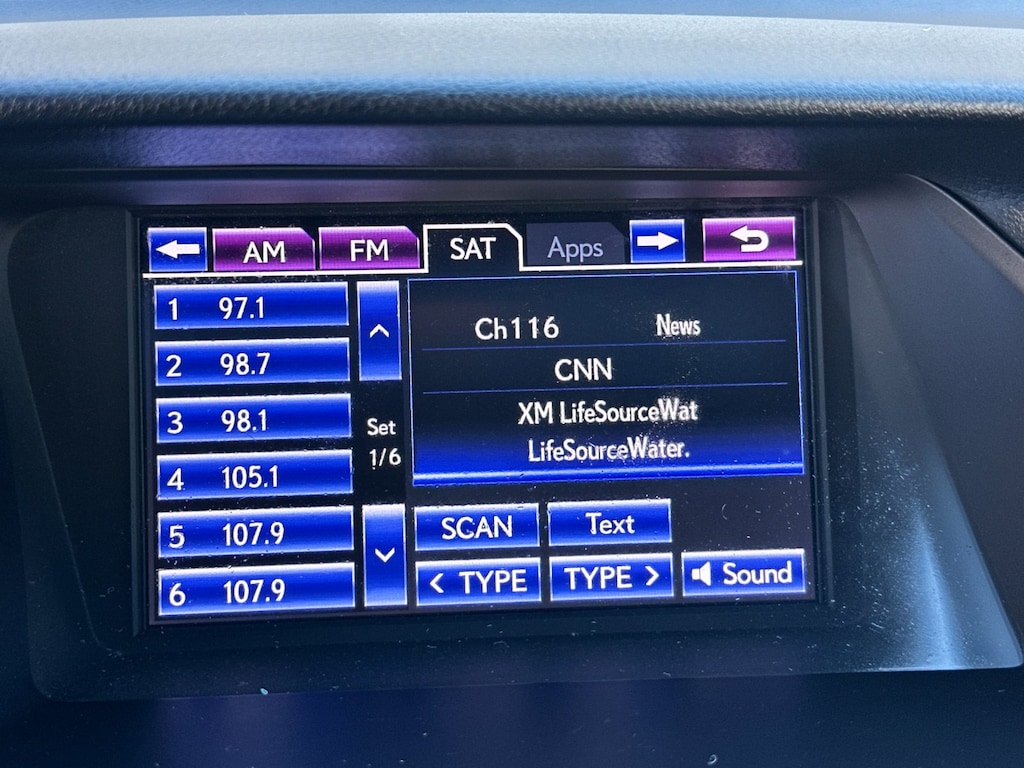 AM FM SAT Apps
1 97.1
2 98.7
3 98.1
4 105.1
5 107.9
6 107.9
Set
1/6
Ch116 News
CNN
XM LifeSourceWat
LifeSourceWater.
SCAN Text
< TYPE TYPE > Sound